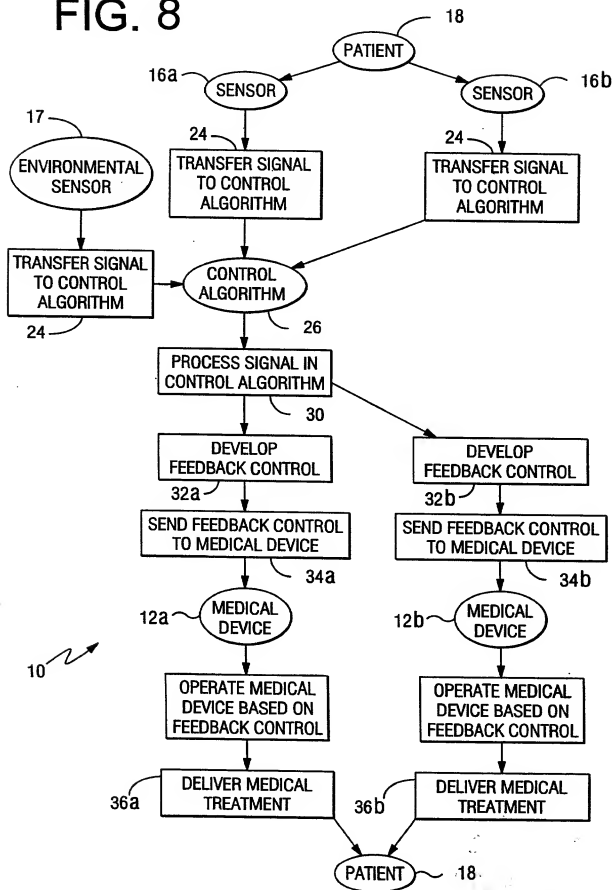 FIG. 8
18
PATIENT
16a
SENSOR
16b
SENSOR
17
ENVIRONMENTAL
SENSOR
24
TRANSFER SIGNAL
TO CONTROL
ALGORITHM
24
TRANSFER SIGNAL
TO CONTROL
ALGORITHM
TRANSFER SIGNAL
TO CONTROL
ALGORITHM
24
CONTROL
ALGORITHM
26
PROCESS SIGNAL IN
CONTROL ALGORITHM
30
DEVELOP
FEEDBACK CONTROL
32a
DEVELOP
FEEDBACK CONTROL
32b
SEND FEEDBACK CONTROL
TO MEDICAL DEVICE
34a
SEND FEEDBACK CONTROL
TO MEDICAL DEVICE
34b
12a
MEDICAL
DEVICE
12b
MEDICAL
DEVICE
10
OPERATE MEDICAL
DEVICE BASED ON
FEEDBACK CONTROL
OPERATE MEDICAL
DEVICE BASED ON
FEEDBACK CONTROL
36a
DELIVER MEDICAL
TREATMENT
36b
DELIVER MEDICAL
TREATMENT
PATIENT
18